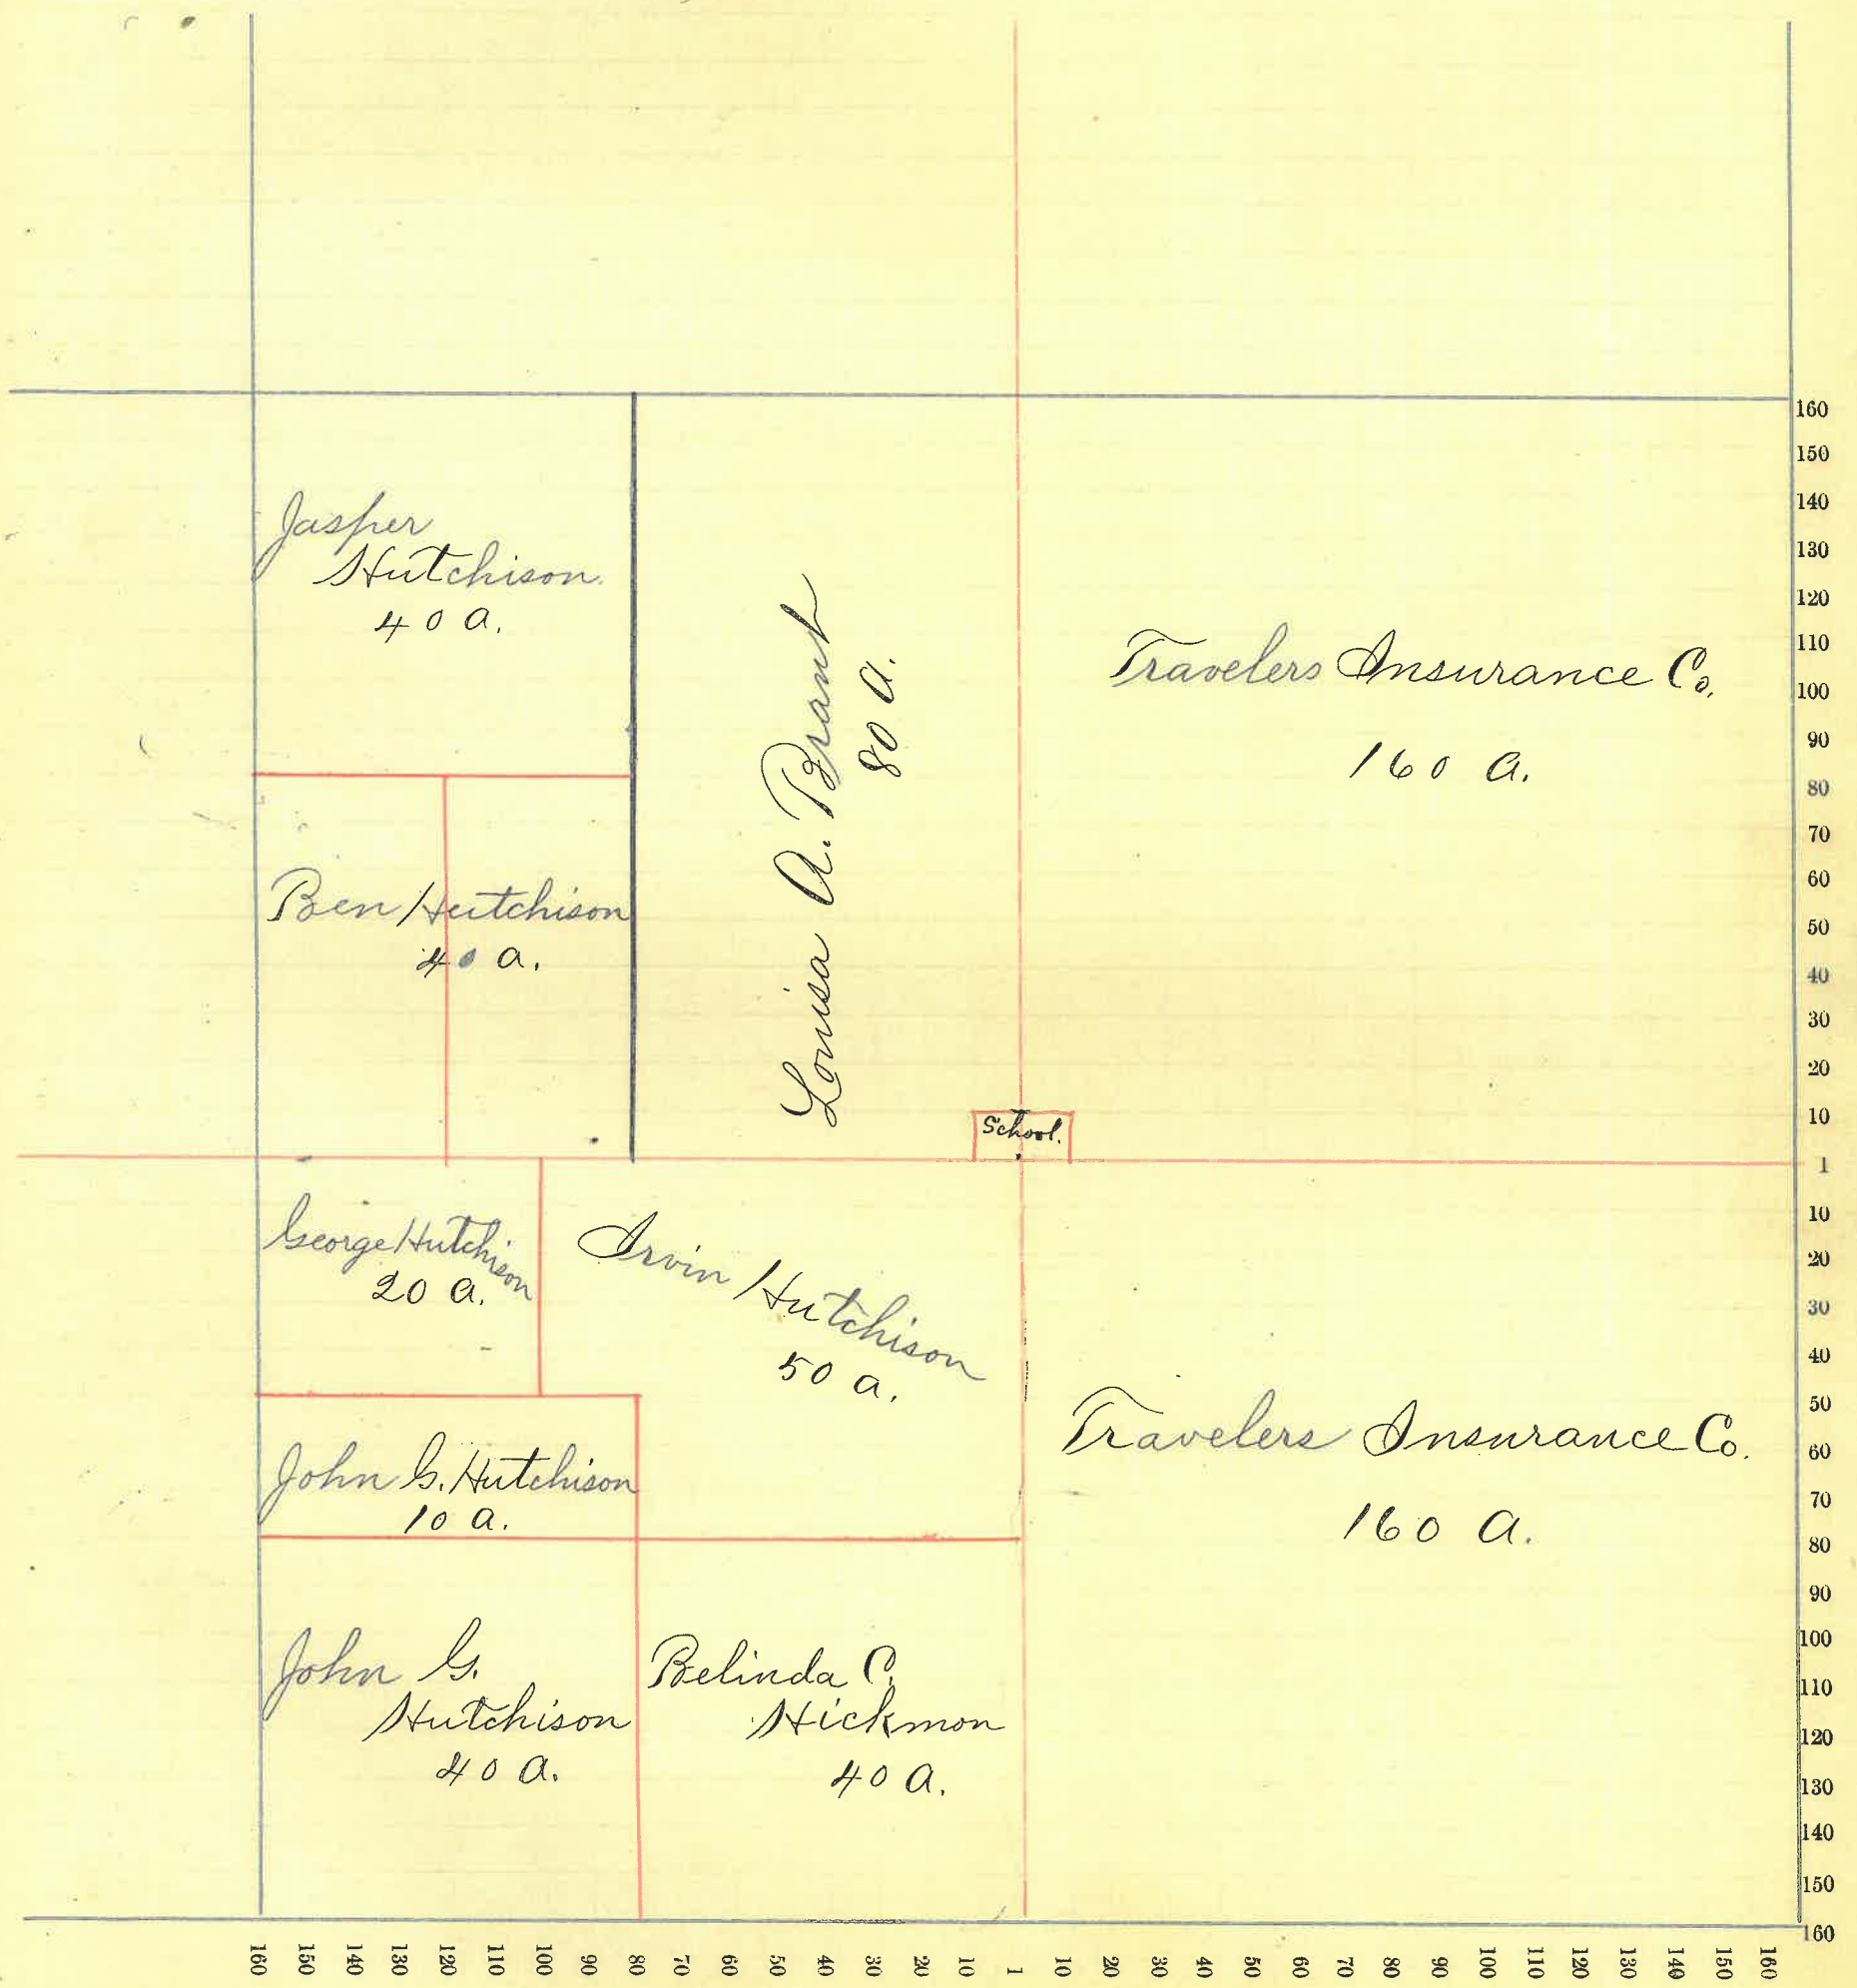 Jasper
Hutchison.
40 a.
Louisa A. Brant
80 a.
Travelers Insurance Co.
160 a.
Ben Hutchison
40 a.
School.
George Hutchison
20 a.
Irvin Hutchison
50 a.
John G. Hutchison
10 a.
Travelers Insurance Co.
160 a.
John G.
Hutchison
40 a.
Belinda C.
Hickmon
40 a.
160
150
140
130
120
110
100
90
80
70
60
50
40
30
20
10
1
10
20
30
40
50
60
70
80
90
100
110
120
130
140
150
160
160 150 140 130 120 110 100 90 80 70 60 50 40 30 20 10 1 10 20 30 40 50 60 70 80 90 100 110 120 130 140 150 160